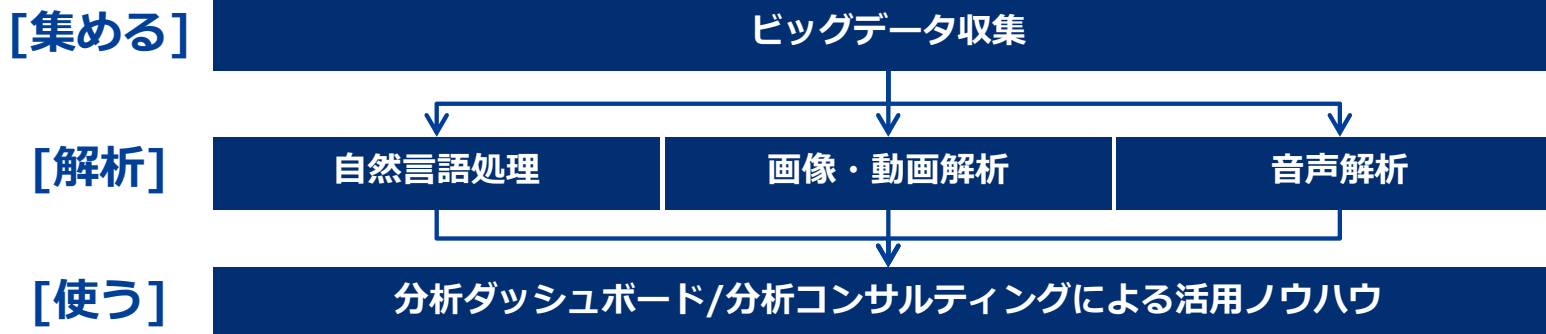 [集める]
ビッグデータ収集
[解析]
自然言語処理
画像・動画解析
音声解析
[使う]
分析ダッシュボード/分析コンサルティングによる活用ノウハウ